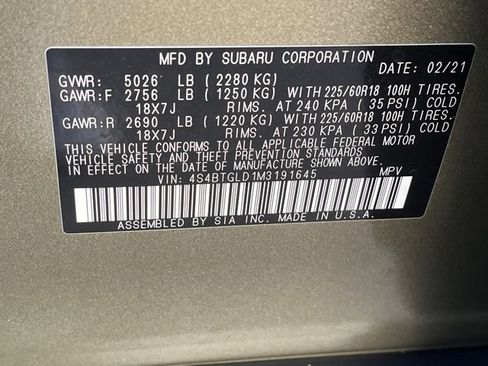 MFD BY SUBARU CORPORATION
DATE: 02/21
GVWR: 5026 LB ( 2280 KG)
GAWR:F 2756 LB ( 1250 KG) WITH 225/60R18 100H TIRES.
18X7J RIMS. AT 240 KPA ( 35 PSI) COLD
GAWR:R 2690 LB ( 1220 KG) WITH 225/60R18 100H TIRES.
18X7J RIMS. AT 230 KPA ( 33 PSI) COLD
THIS VEHICLE CONFORMS TO ALL APPLICABLE FEDERAL MOTOR
VEHICLE SAFETY, BUMPER, AND THEFT PREVENTION STANDARDS
IN EFFECT ON THE DATE OF MANUFACTURE SHOWN ABOVE.
VIN: 4S4BTGLD1M3191645 MPV
ASSEMBLED BY SIA INC. MADE IN U.S.A.